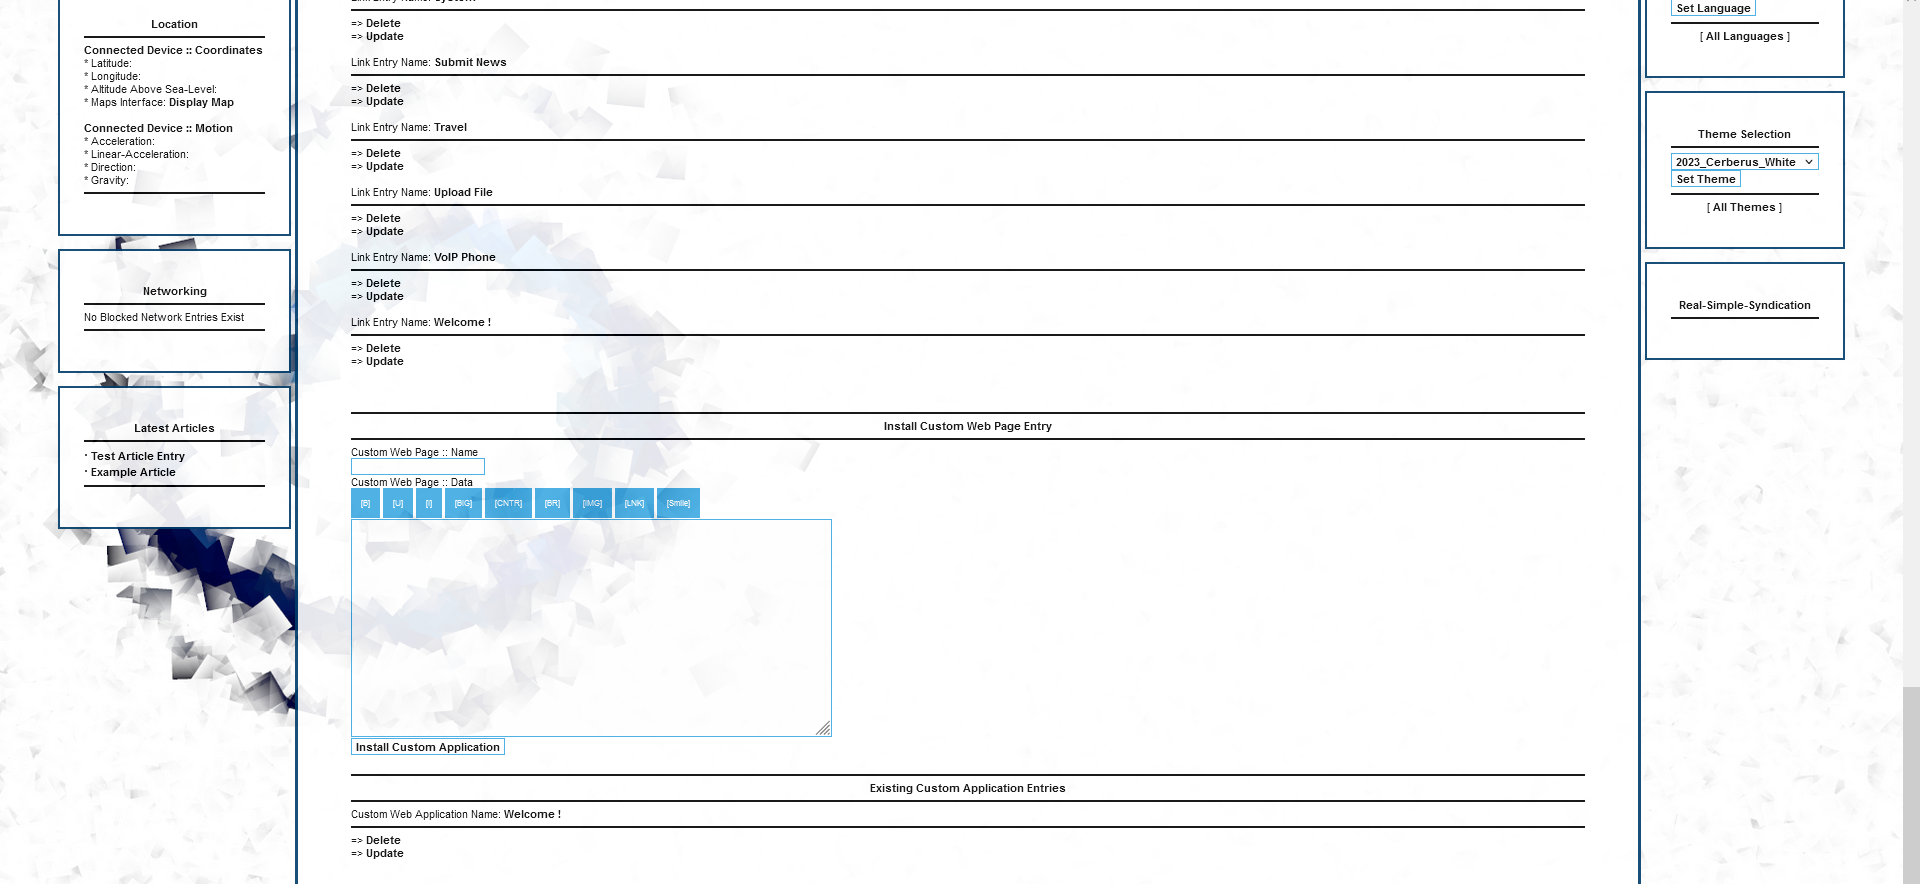 Location
Connected Device :: Coordinates
* Latitude:
* Longitude:
* Altitude Above Sea-Level:
* Maps Interface: Display Map
Connected Device :: Motion
* Acceleration:
* Linear-Acceleration:
* Direction:
* Gravity:
Networking
No Blocked Network Entries Exist
Latest Articles
· Test Article Entry
· Example Article
=> Delete
=> Update
Link Entry Name: Submit News
=> Delete
=> Update
Link Entry Name: Travel
=> Delete
=> Update
Link Entry Name: Upload File
=> Delete
=> Update
Link Entry Name: VoIP Phone
=> Delete
=> Update
Link Entry Name: Welcome !
=> Delete
=> Update
Install Custom Web Page Entry
Custom Web Page :: Name
Custom Web Page :: Data
[B] [U] [I] [BIG] [CNTR] [BR] [IMG] [LNK] [Smile]
Install Custom Application
Existing Custom Application Entries
Custom Web Application Name: Welcome !
=> Delete
=> Update
Set Language
[ All Languages ]
Theme Selection
2023_Cerberus_White
Set Theme
[ All Themes ]
Real-Simple-Syndication